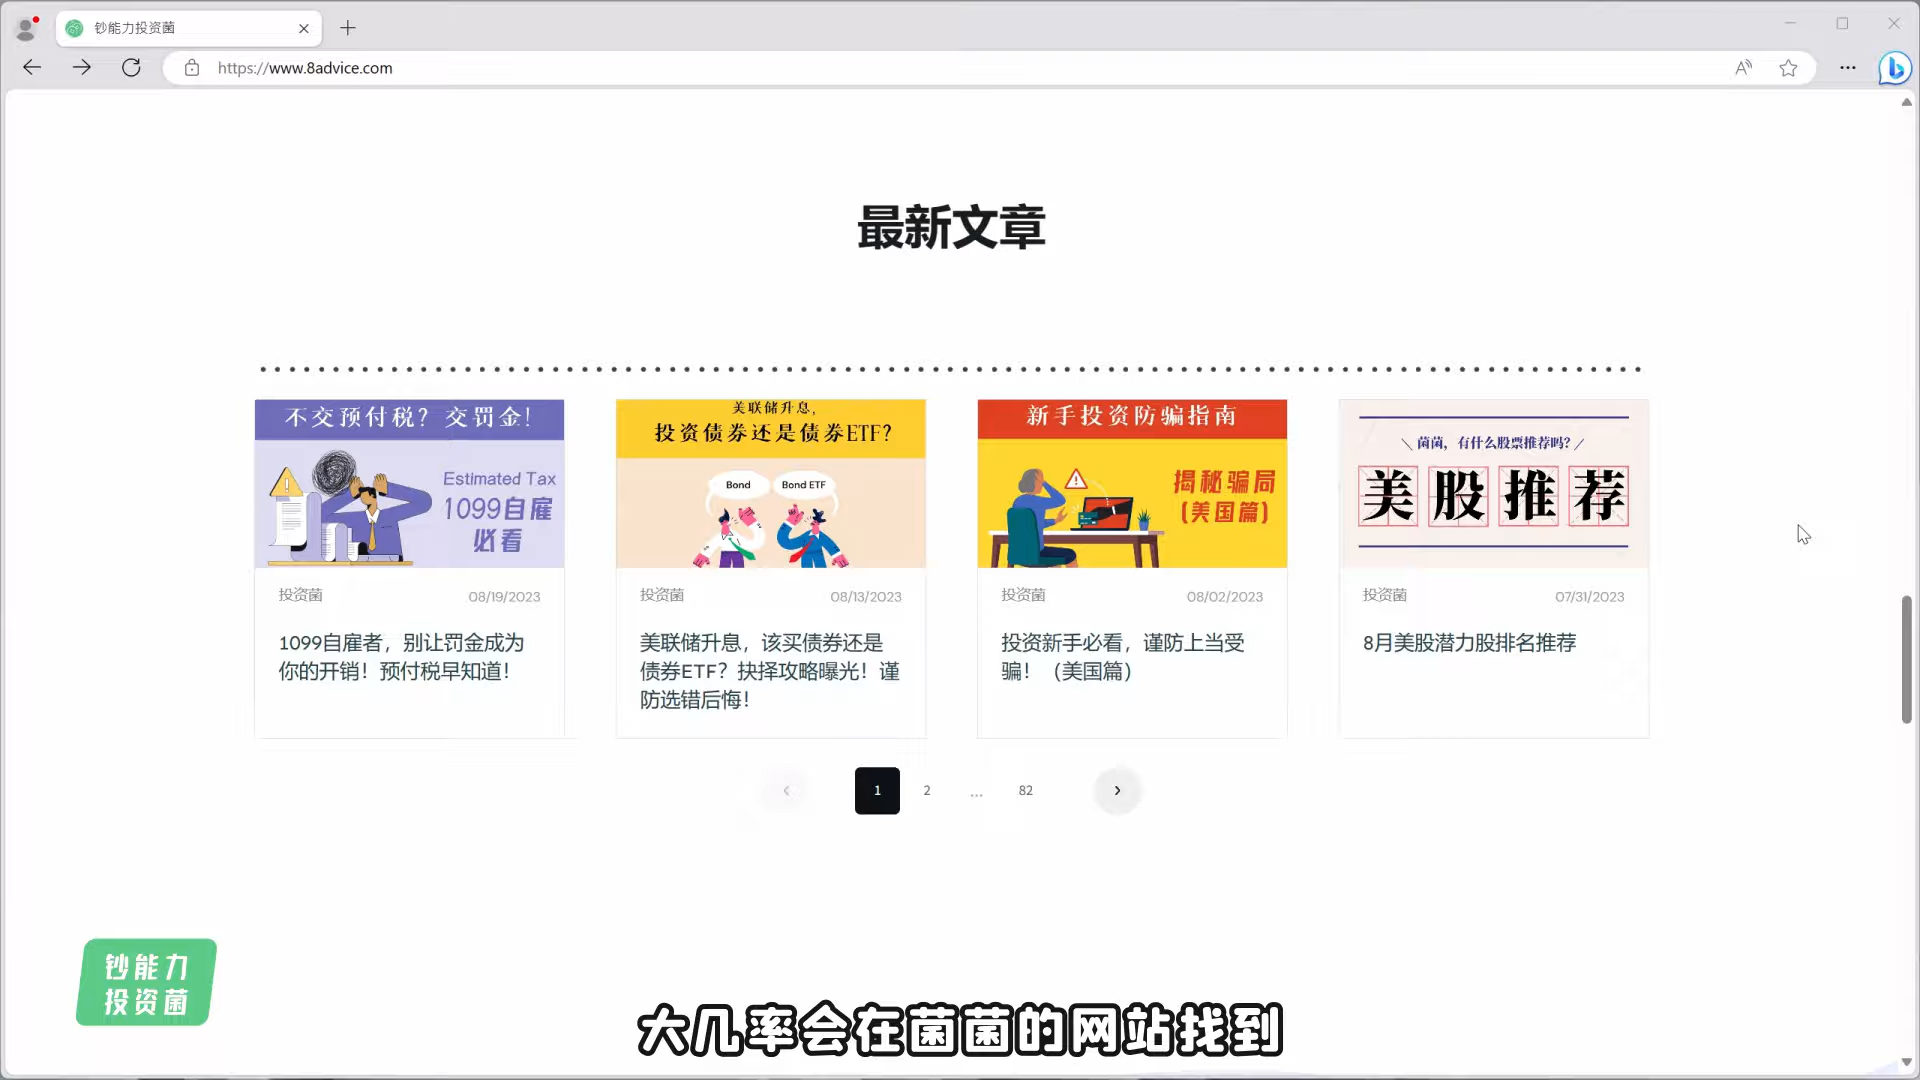 钞能力投资菌
https://www.8advice.com
最新文章
不交预付税？交罚金！
Estimated Tax
1099自雇
必看
投资菌 08/19/2023
1099自雇者，别让罚金成为
你的开销！预付税早知道！
美联储升息，
投资债券还是债券ETF？
Bond
Bond ETF
投资菌 08/13/2023
美联储升息，该买债券还是
债券ETF？抉择攻略曝光！谨
防选错后悔！
新手投资防骗指南
揭秘骗局
(美国篇)
投资菌 08/02/2023
投资新手必看，谨防上当受
骗！（美国篇）
菌菌，有什么股票推荐吗？
美股推荐
投资菌 07/31/2023
8月美股潜力股排名推荐
1 2 ... 82
钞能力
投资菌
大几率会在菌菌的网站找到